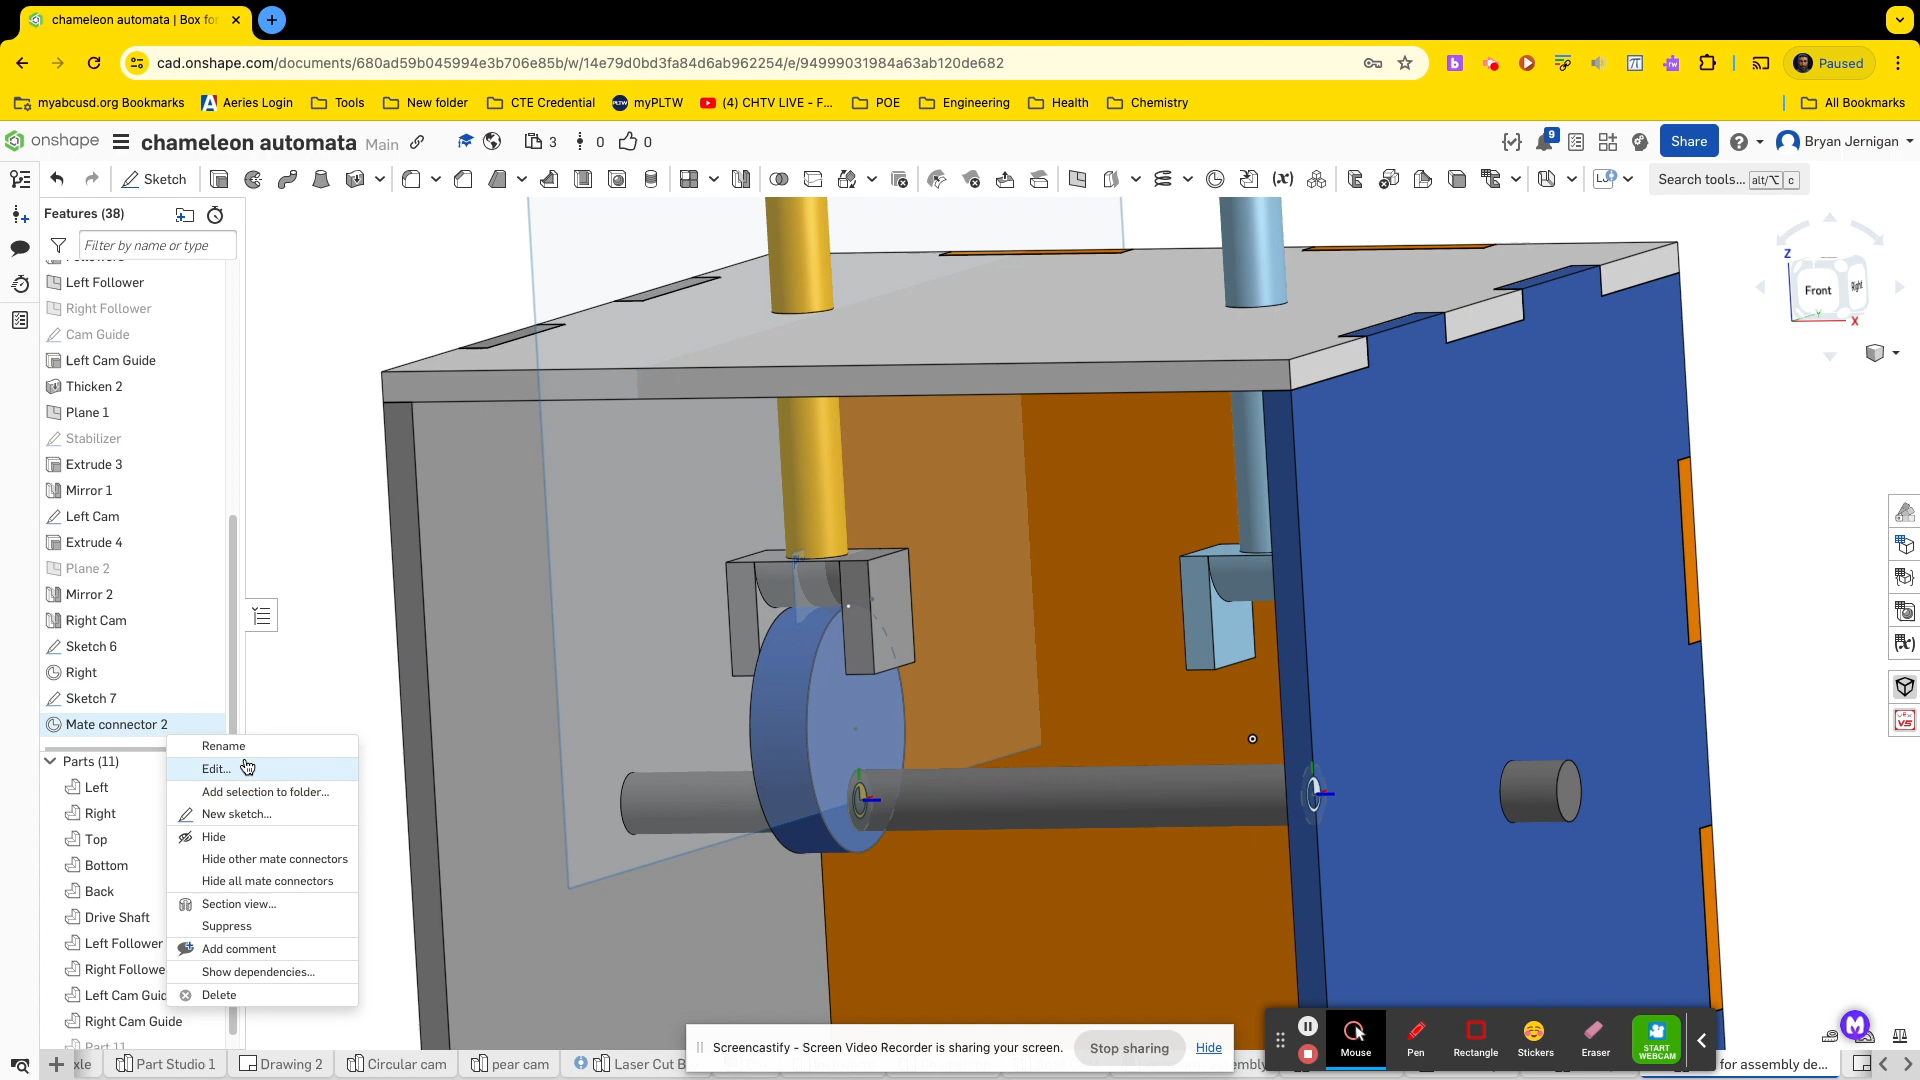 chameleon automata | Box for
cad.onshape.com/documents/680ad59b045994e3b706e85b/w/14e79d0bd3fa84d6ab962254/e/94999031984a63ab120de682
Paused
myabcusd.org Bookmarks
Aeries Login
Tools
New folder
CTE Credential
myPLTW
(4) CHTV LIVE - F...
POE
Engineering
Health
Chemistry
All Bookmarks
onshape
chameleon automata Main
3
0
0
9
Share
Bryan Jernigan
Sketch
Search tools... alt/⌥ c
Features (38)
Filter by name or type
Left Follower
Right Follower
Cam Guide
Left Cam Guide
Thicken 2
Plane 1
Stabilizer
Extrude 3
Mirror 1
Left Cam
Extrude 4
Plane 2
Mirror 2
Right Cam
Sketch 6
Right
Sketch 7
Mate connector 2
Rename
Edit...
Add selection to folder...
New sketch...
Hide
Hide other mate connectors
Hide all mate connectors
Section view...
Suppress
Add comment
Show dependencies...
Delete
Parts (11)
Left
Right
Top
Bottom
Back
Drive Shaft
Left Follower
Right Followe
Left Cam Guid
Right Cam Guide
Part 11
Z
Front
Right
Y
X
Screencastify - Screen Video Recorder is sharing your screen.
Stop sharing
Hide
Mouse
Pen
Rectangle
Stickers
Eraser
START
WEBCAM
xle
Part Studio 1
Drawing 2
Circular cam
pear cam
Laser Cut B
for assembly de...